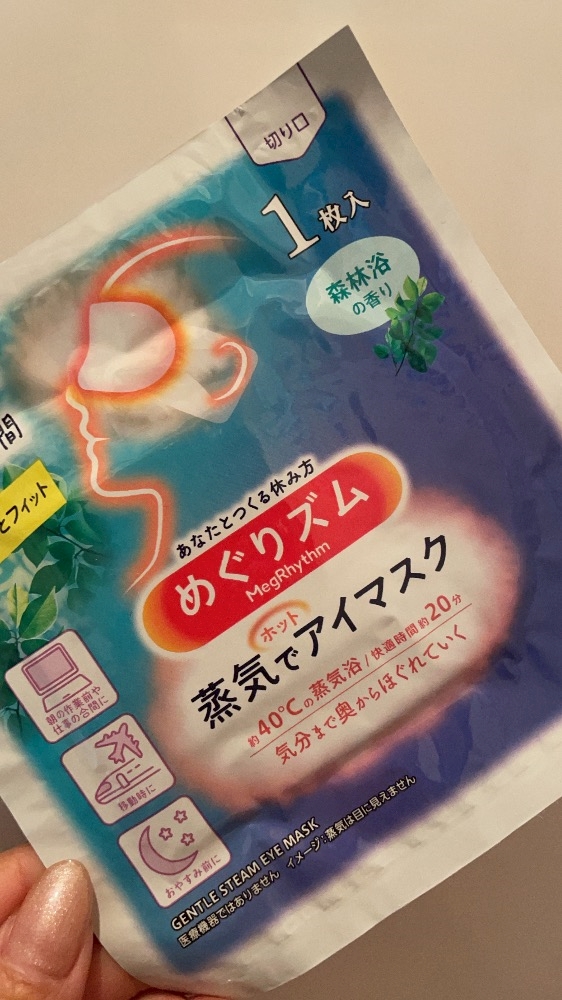 切り口
1枚入
森林浴
の香り
間
とフィット
あなたとつくる休み方
めぐりズム
MegRhythm
蒸気でアイマスク
ホット
約40℃の蒸気浴/快適時間約20分
気分まで奥からほぐれていく
朝の作業前や
仕事の合間に
移動時に
おやすみ前に
GENTLE STEAM EYE MASK
医療機器ではありません イメージ:蒸気は目に見えません